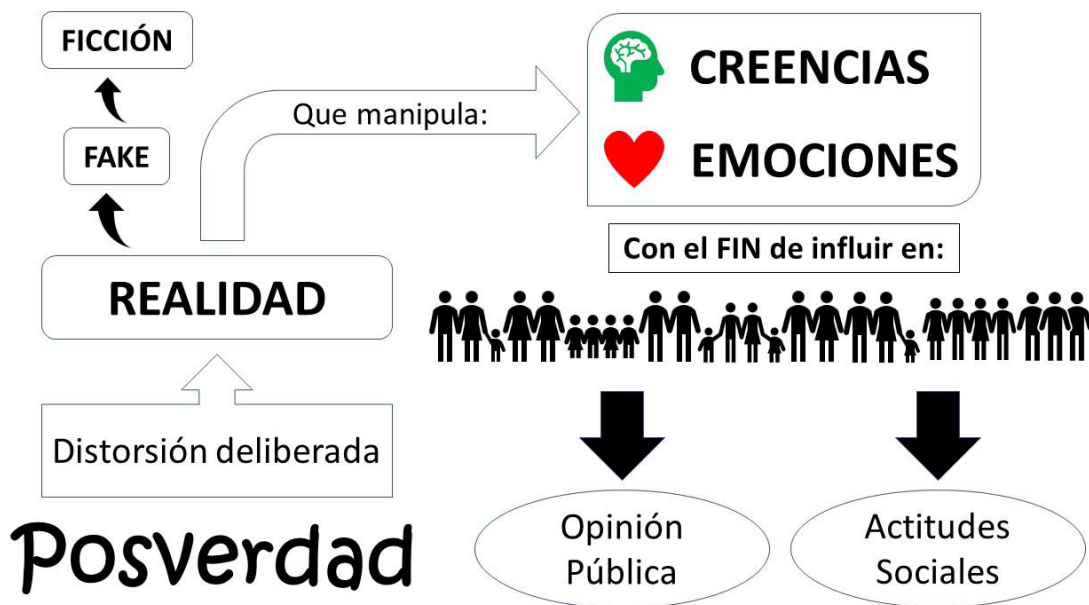 FICCIÓN
FAKE
REALIDAD
Distorsión deliberada
Posverdad
Que manipula:
CREENCIAS
EMOCIONES
Con el FIN de influir en:
Opinión
Pública
Actitudes
Sociales